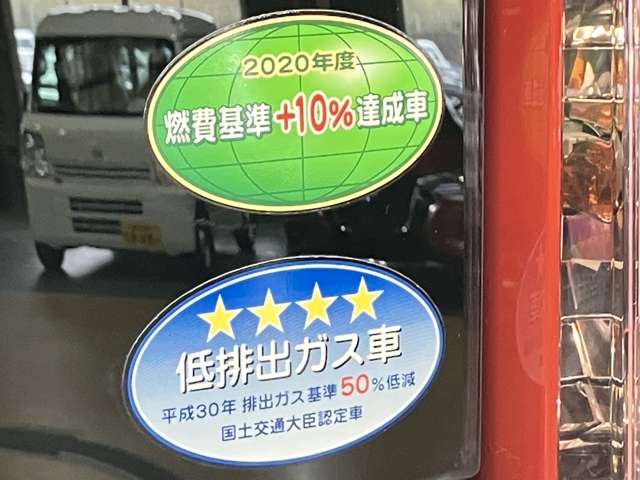 2020年度
燃費基準+10%達成車
低排出ガス車
平成30年 排出ガス基準50%低減
国土交通大臣認定車